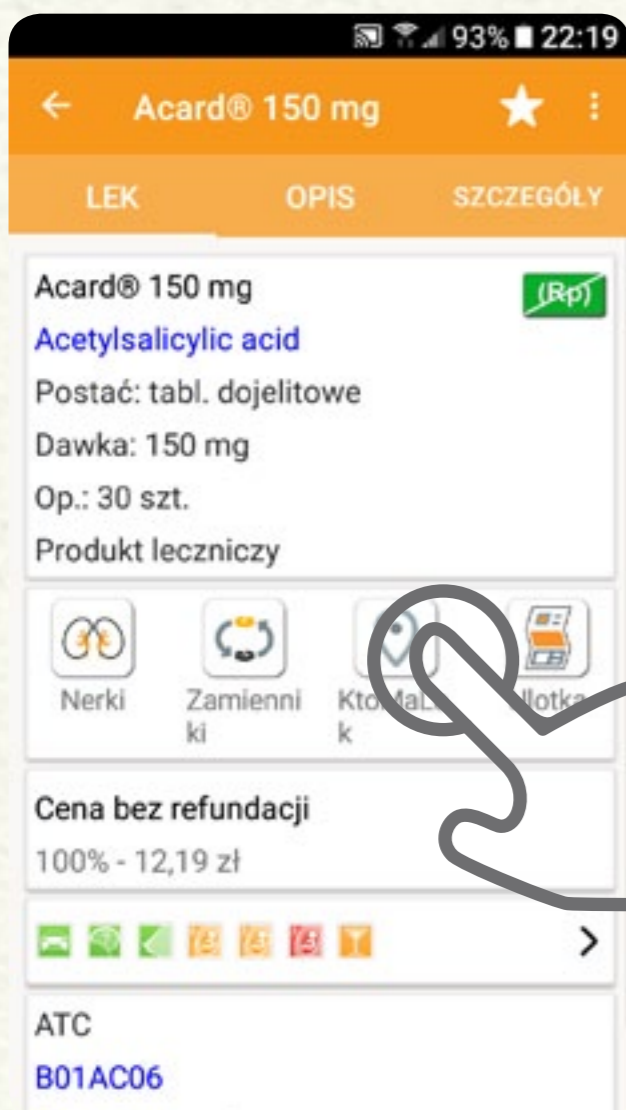 93% 22:19
Acard® 150 mg
LEK OPIS SZCZEGÓŁY
Acard® 150 mg
(Rp)
Acetylsalicylic acid
Postać: tabl. dojelitowe
Dawka: 150 mg
Op.: 30 szt.
Produkt leczniczy
Nerki Zamienni
ki k
Cena bez refundacji
100% - 12,19 zł
ATC
B01AC06